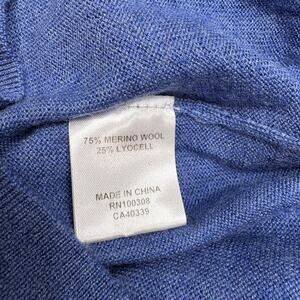 75% MERINO WOOL
25% LYOCELL
MADE IN CHINA
RN100308
CA40339